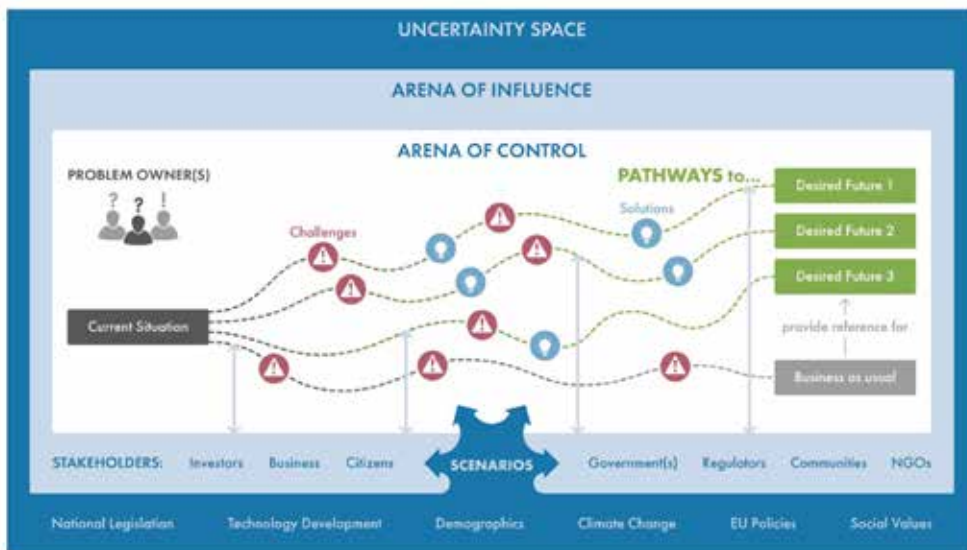 UNCERTAINTY SPACE
ARENA OF INFLUENCE
ARENA OF CONTROL
PROBLEM OWNER(S)
? ? !
PATHWAYS to...
Desired Future 1
Solutions
Challenges
Desired Future 2
Desired Future 3
Current Situation
provide reference for
Business as usual
STAKEHOLDERS: Investors Business Citizens SCENARIOS Government(s) Regulators Communities NGOs
National Legislation Technology Development Demographics Climate Change EU Policies Social Values